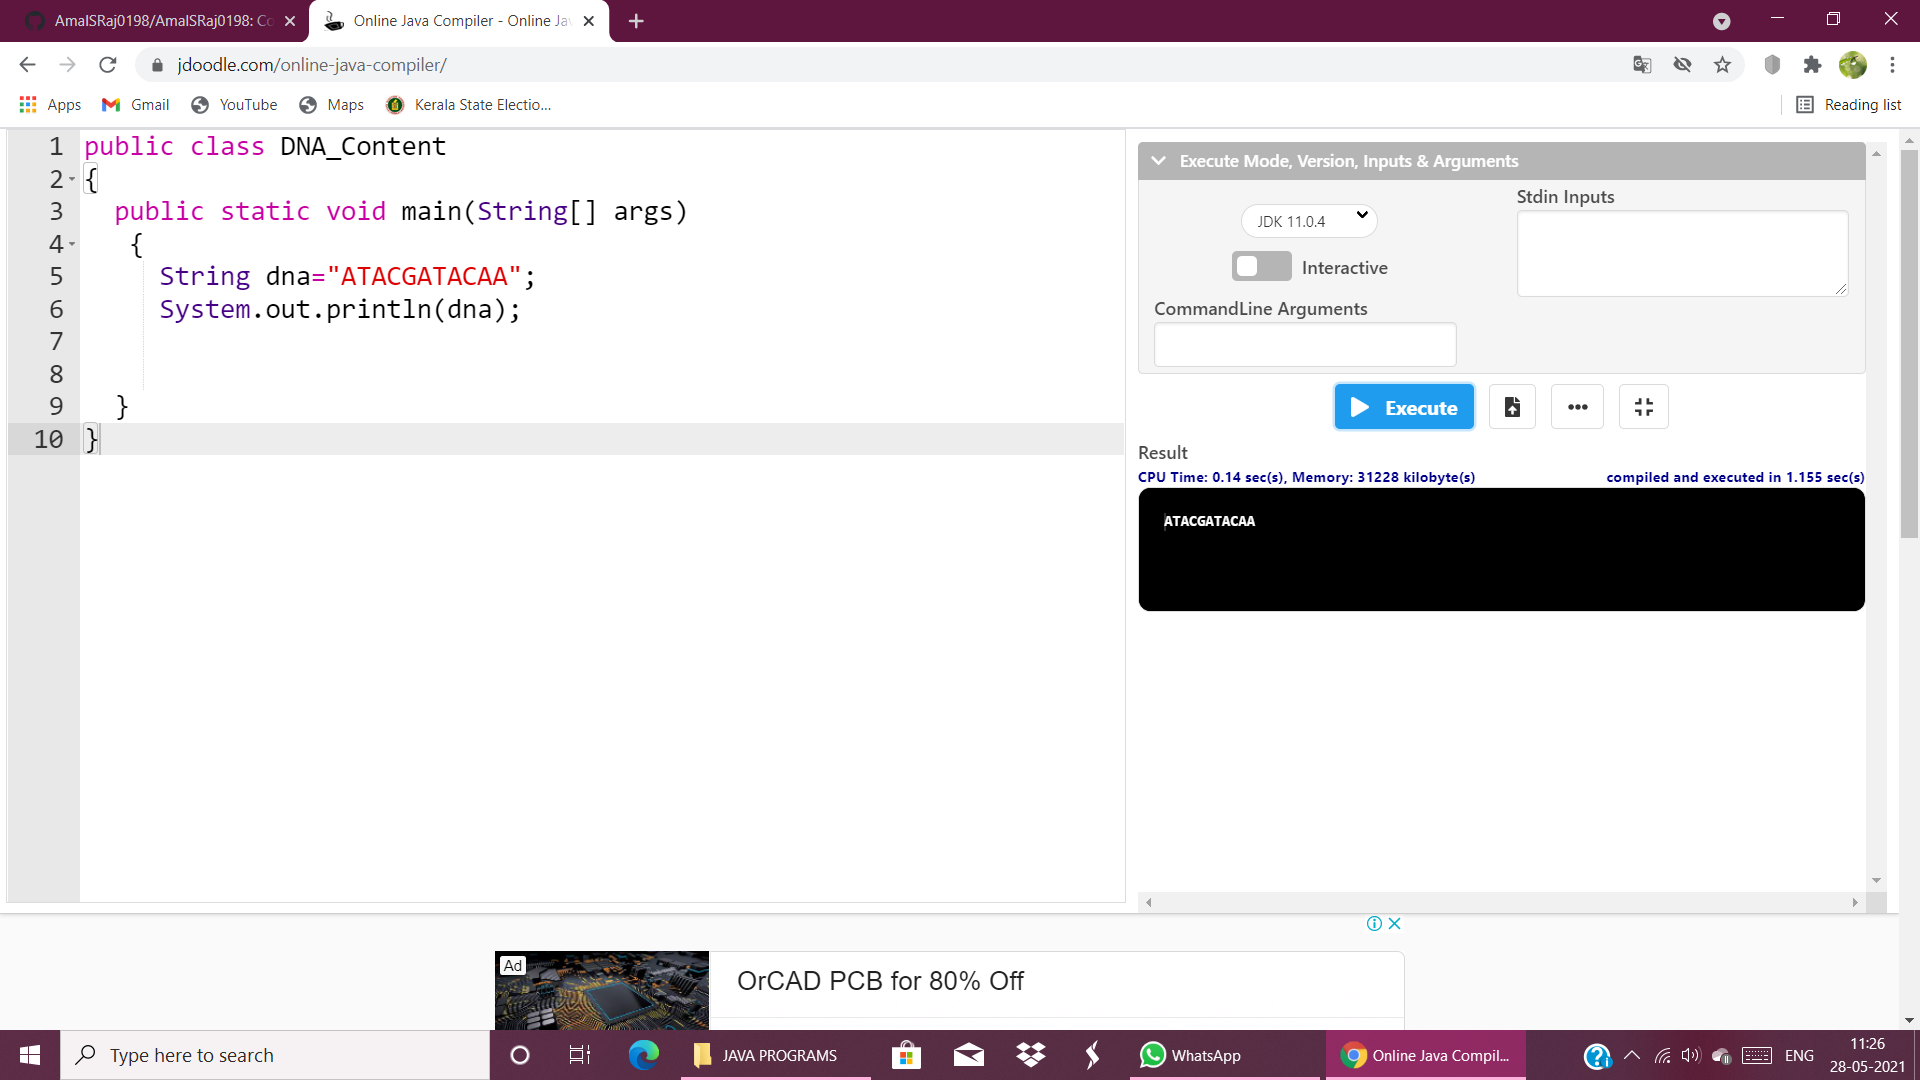 AmalSRaj0198/AmalSRaj0198: Co
Online Java Compiler - Online Jav
jdoodle.com/online-java-compiler/
Apps
Gmail
YouTube
Maps
Kerala State Electio...
Reading list
1 public class DNA_Content
2 {
3 public static void main(String[] args)
4 {
5 String dna="ATACGATACAA";
6 System.out.println(dna);
7
8
9 }
10 }
Execute Mode, Version, Inputs & Arguments
JDK 11.0.4
Interactive
Stdin Inputs
CommandLine Arguments
Execute
Result
CPU Time: 0.14 sec(s), Memory: 31228 kilobyte(s)
compiled and executed in 1.155 sec(s)
ATACGATACAA
Ad
OrCAD PCB for 80% Off
Type here to search
JAVA PROGRAMS
WhatsApp
Online Java Compil...
ENG
11:26
28-05-2021